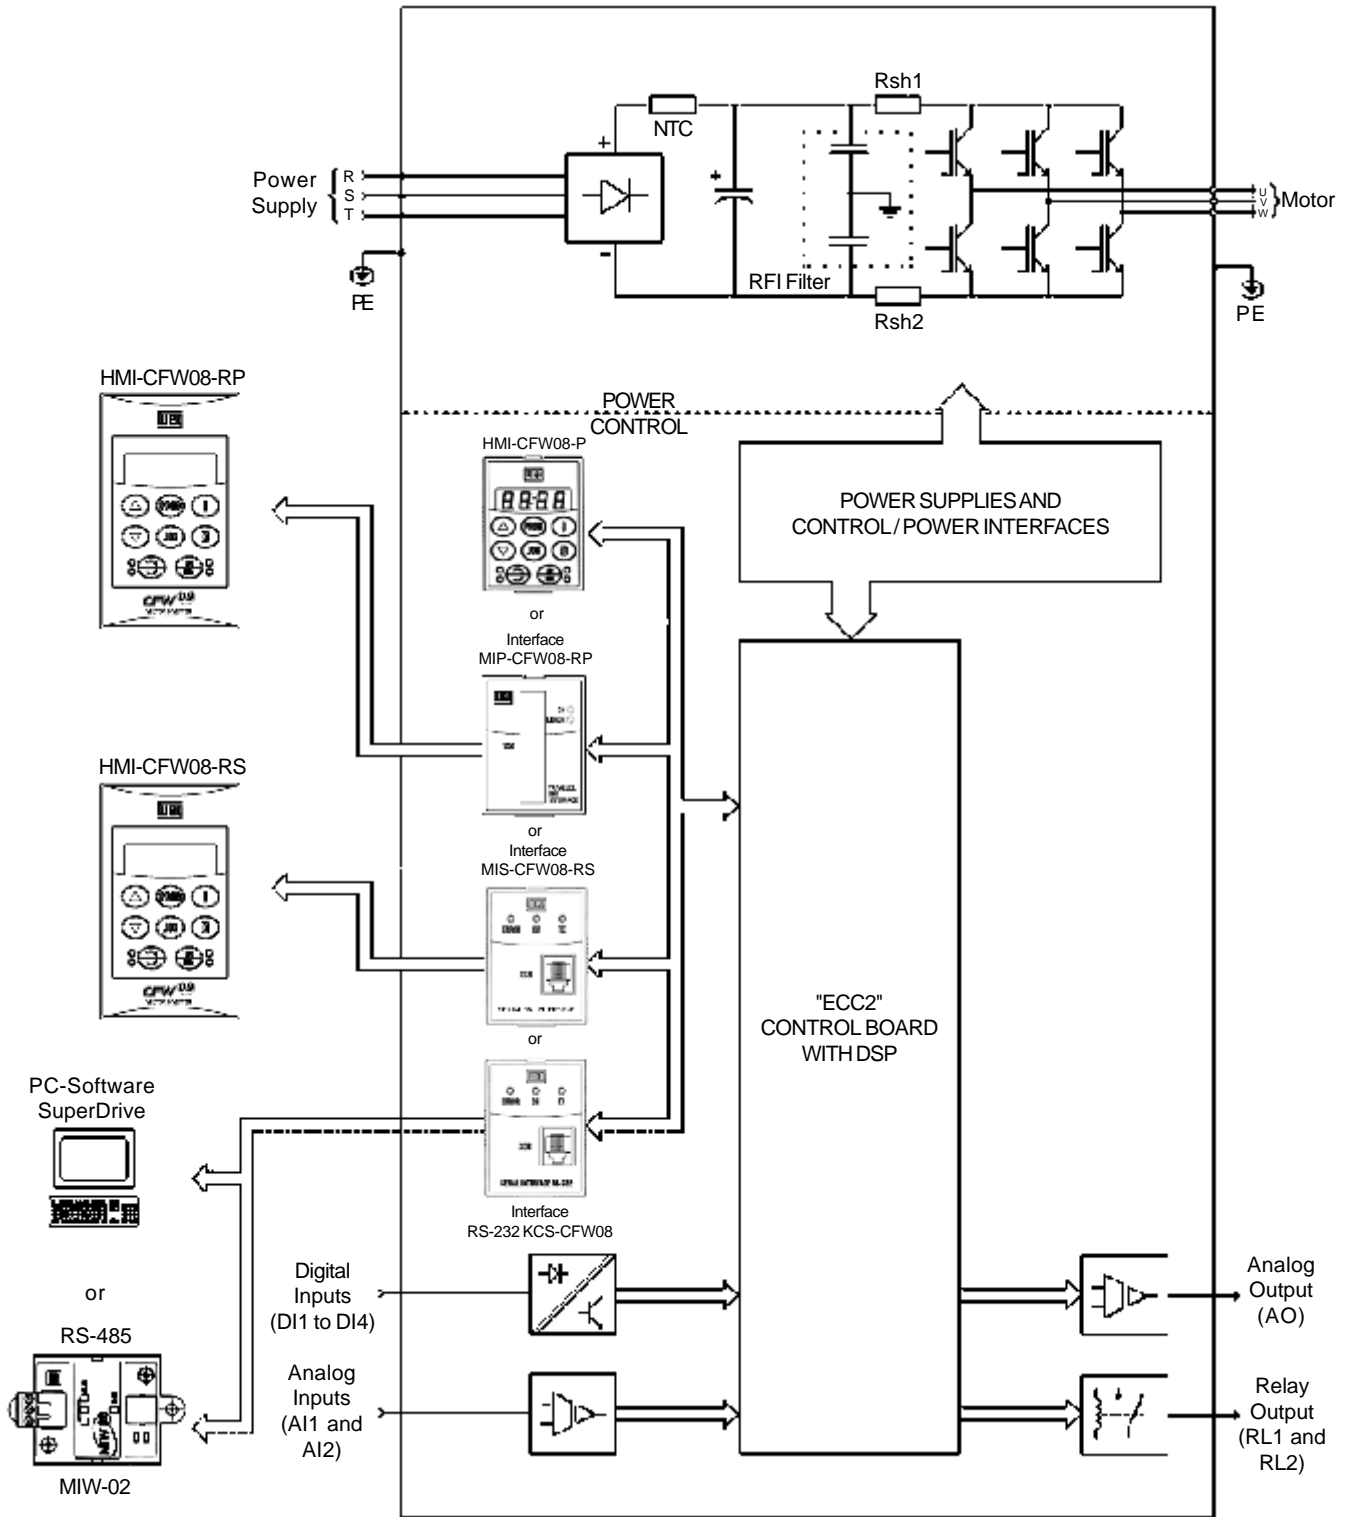 Rsh1
NTC
+
+
Power
Supply
R
S
T
U
V
W
Motor
-
RFI Filter
PE
PE
Rsh2
HMI-CFW08-RP
POWER
CONTROL
HMI-CFW08-P
POWER SUPPLIES AND
CONTROL / POWER INTERFACES
or
Interface
MIP-CFW08-RP
HMI-CFW08-RS
or
Interface
MIS-CFW08-RS
"ECC2"
CONTROL BOARD
WITH DSP
or
PC-Software
SuperDrive
Interface
RS-232 KCS-CFW08
Digital
Inputs
(DI1 to DI4)
Analog
Output
(AO)
or
RS-485
Analog
Inputs
(AI1 and
AI2)
Relay
Output
(RL1 and
RL2)
MIW-02